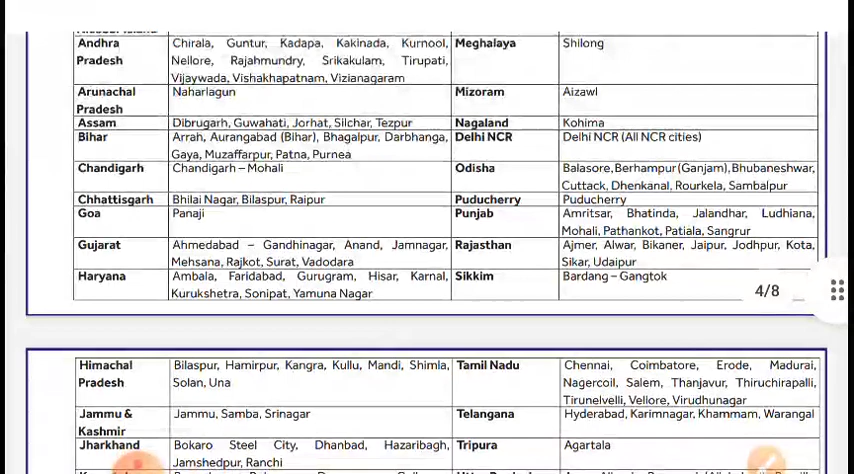 Andhra Chirala, Guntur, Kadapa, Kakinada, Kurnool, Meghalaya Shilong
Pradesh Nellore, Rajahmundry, Srikakulam, Tirupati,
Vijaywada, Vishakhapatnam, Vizianagaram
Arunachal Naharlagun Mizoram Aizawl
Pradesh
Assam Dibrugarh, Guwahati, Jorhat, Silchar, Tezpur Nagaland Kohima
Bihar Arrah, Aurangabad (Bihar), Bhagalpur, Darbhanga, Delhi NCR Delhi NCR (All NCR cities)
Gaya, Muzaffarpur, Patna, Purnea
Chandigarh Chandigarh – Mohali Odisha Balasore, Berhampur (Ganjam), Bhubaneshwar,
Cuttack, Dhenkanal, Rourkela, Sambalpur
Chhattisgarh Bhilai Nagar, Bilaspur, Raipur Puducherry Puducherry
Goa Panaji Punjab Amritsar, Bhatinda, Jalandhar, Ludhiana,
Mohali, Pathankot, Patiala, Sangrur
Gujarat Ahmedabad – Gandhinagar, Anand, Jamnagar, Rajasthan Ajmer, Alwar, Bikaner, Jaipur, Jodhpur, Kota,
Mehsana, Rajkot, Surat, Vadodara Sikar, Udaipur
Haryana Ambala, Faridabad, Gurugram, Hisar, Karnal, Sikkim Bardang – Gangtok
Kurukshetra, Sonipat, Yamuna Nagar
4/8
Himachal Bilaspur, Hamirpur, Kangra, Kullu, Mandi, Shimla, Tamil Nadu Chennai, Coimbatore, Erode, Madurai,
Pradesh Solan, Una Nagercoil, Salem, Thanjavur, Thiruchirapalli,
Tirunelvelli, Vellore, Virudhunagar
Jammu & Jammu, Samba, Srinagar Telangana Hyderabad, Karimnagar, Khammam, Warangal
Kashmir
Jharkhand Bokaro Steel City, Dhanbad, Hazaribagh, Tripura Agartala
Jamshedpur, Ranchi